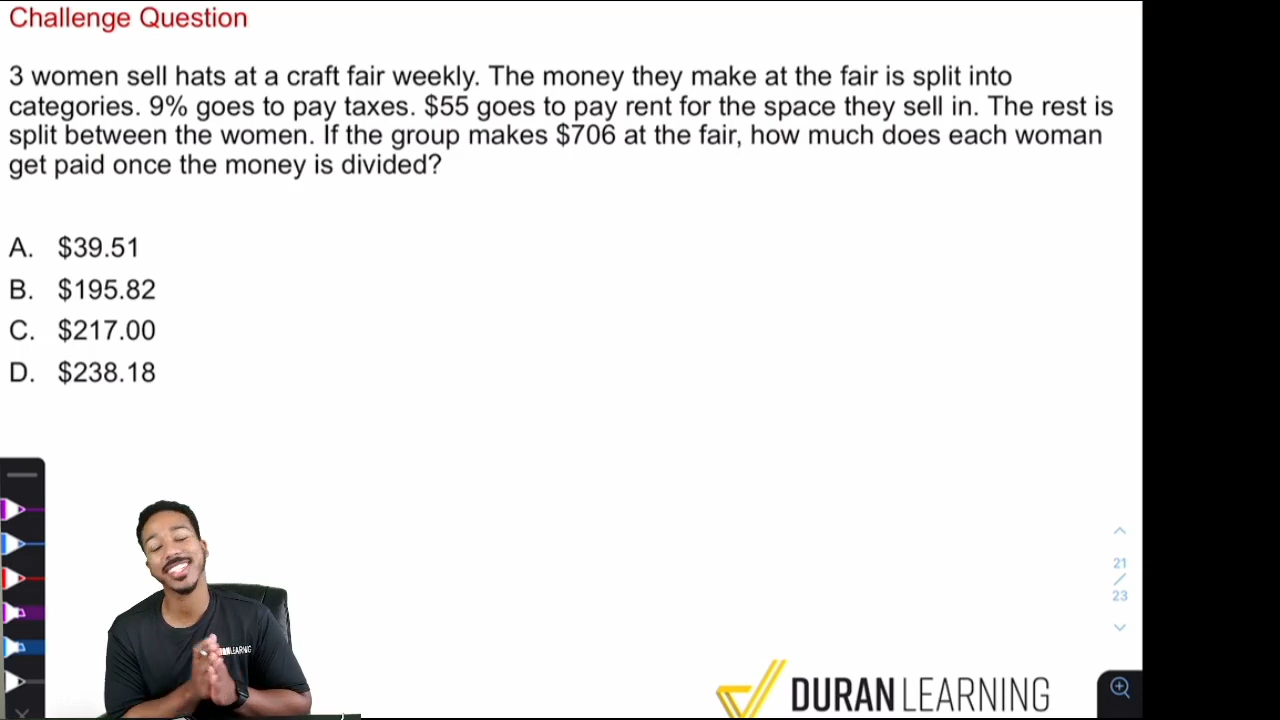 Challenge Question
3 women sell hats at a craft fair weekly. The money they make at the fair is split into
categories. 9% goes to pay taxes. $55 goes to pay rent for the space they sell in. The rest is
split between the women. If the group makes $706 at the fair, how much does each woman
get paid once the money is divided?
A. $39.51
B. $195.82
C. $217.00
D. $238.18
21
/
23
DURAN LEARNING